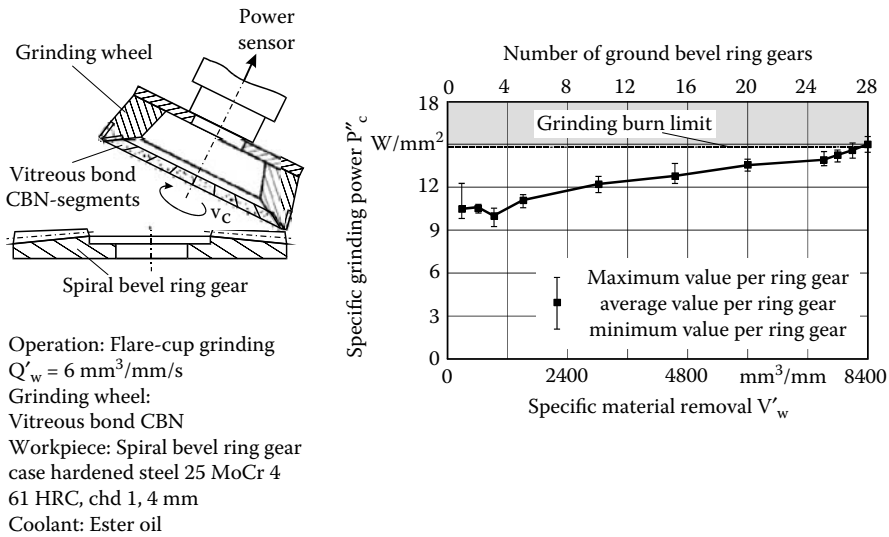 Power
sensor
Grinding wheel
Vitreous bond
CBN-segments
v_c
Spiral bevel ring gear
Operation: Flare-cup grinding
Q′_w = 6 mm³/mm/s
Grinding wheel:
Vitreous bond CBN
Workpiece: Spiral bevel ring gear
case hardened steel 25 MoCr 4
61 HRC, chd 1, 4 mm
Coolant: Ester oil
Number of ground bevel ring gears
0 4 8 10 12 16 20 24 28
18
W/mm²
12
9
6
3
0
Specific grinding power P″_c
Grinding burn limit
Maximum value per ring gear
average value per ring gear
minimum value per ring gear
0 2400 4800 mm³/mm 8400
Specific material removal V′_w